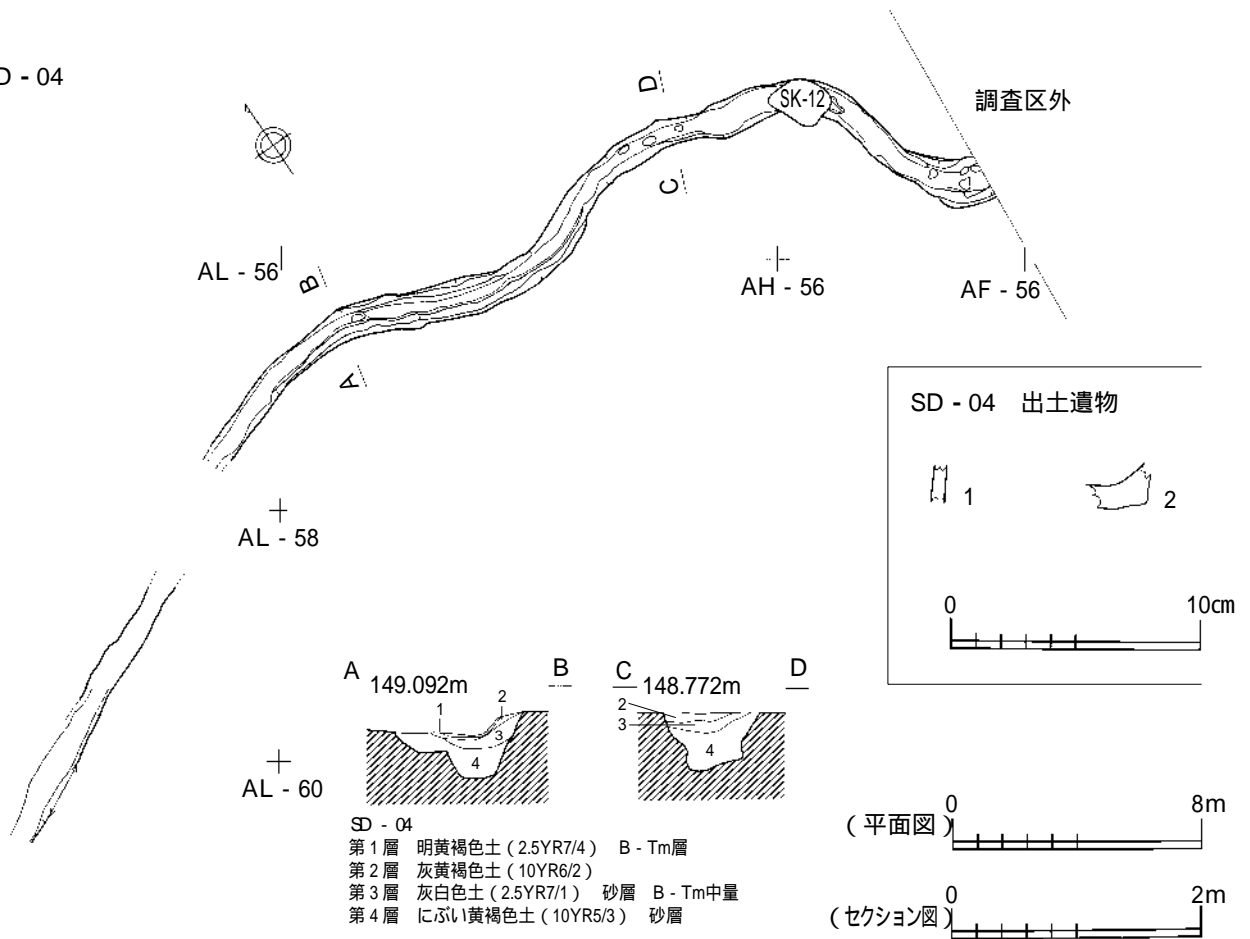 D - 04
SK-12
調査区外
D
C
B
A
AL - 56
AH - 56
AF - 56
AL - 58
AL - 60
SD - 04 出土遺物
1
2
0 10cm
A 149.092m B
1
2
3
4
C 148.772m D
2
3
4
SD - 04
第1層 明黄褐色土(2.5YR7/4) B - Tm層
第2層 灰黄褐色土(10YR6/2)
第3層 灰白色土(2.5YR7/1) 砂層 B - Tm中量
第4層 にぶい黄褐色土(10YR5/3) 砂層
(平面図)
0 8m
(セクション図)
0 2m